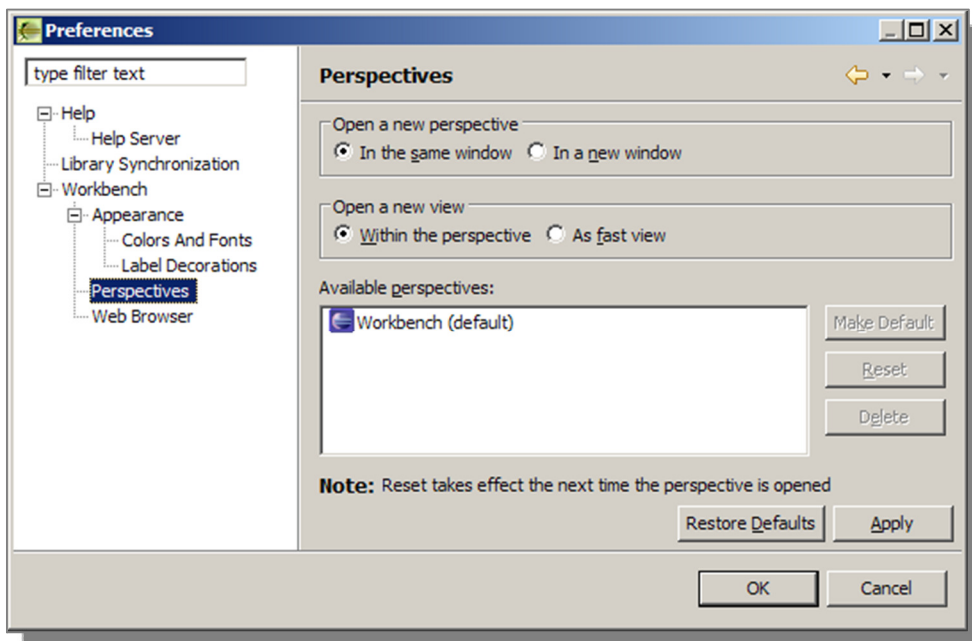 Preferences
type filter text
Help
Help Server
Library Synchronization
Workbench
Appearance
Colors And Fonts
Label Decorations
Perspectives
Web Browser
Perspectives
Open a new perspective
In the same window In a new window
Open a new view
Within the perspective As fast view
Available perspectives:
Workbench (default)
Make Default
Reset
Delete
Note: Reset takes effect the next time the perspective is opened
Restore Defaults Apply
OK Cancel